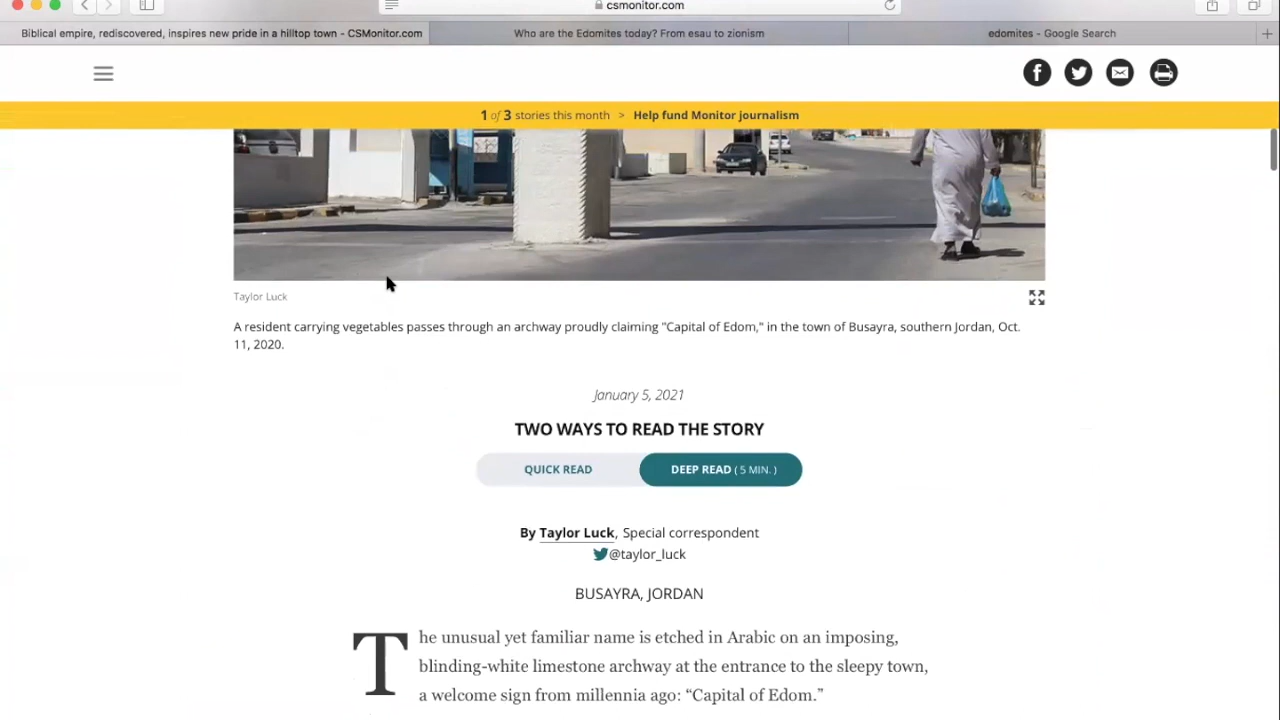 csmonitor.com
Biblical empire, rediscovered, inspires new pride in a hilltop town - CSMonitor.com
Who are the Edomites today? From esau to zionism
edomites - Google Search
1 of 3 stories this month > Help fund Monitor journalism
Taylor Luck
A resident carrying vegetables passes through an archway proudly claiming "Capital of Edom," in the town of Busayra, southern Jordan, Oct.
11, 2020.
January 5, 2021
TWO WAYS TO READ THE STORY
QUICK READ
DEEP READ ( 5 MIN. )
By Taylor Luck, Special correspondent
@taylor_luck
BUSAYRA, JORDAN
The unusual yet familiar name is etched in Arabic on an imposing,
blinding-white limestone archway at the entrance to the sleepy town,
a welcome sign from millennia ago: “Capital of Edom.”